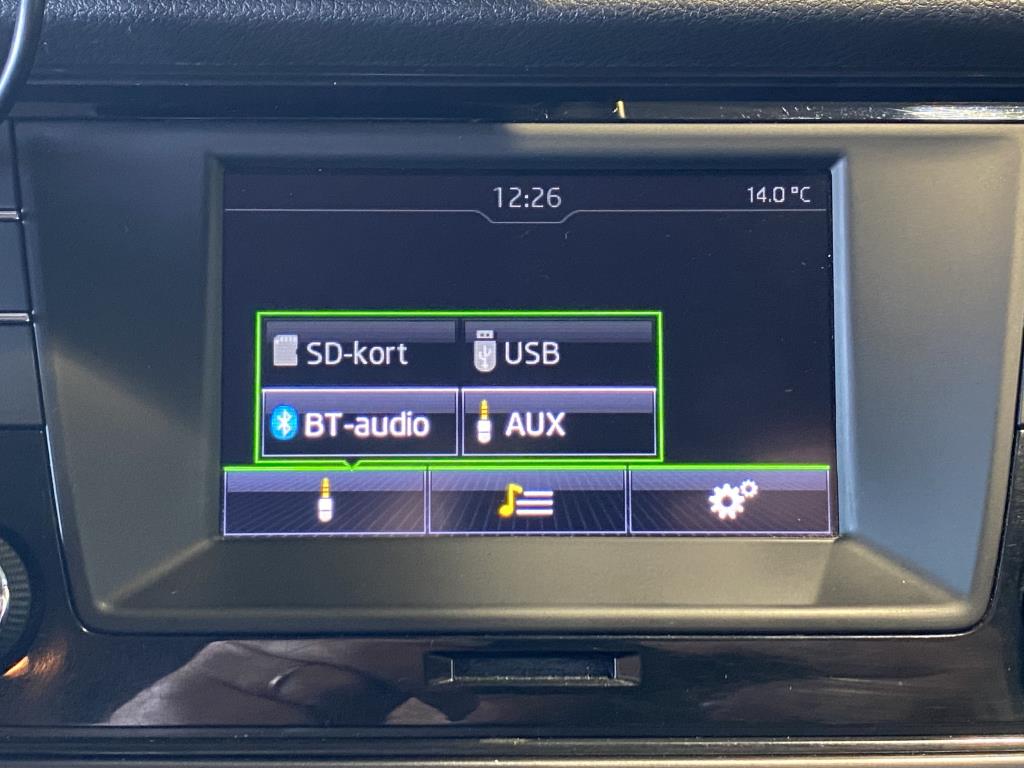 12:26 14.0 °C
SD-kort USB
BT-audio AUX